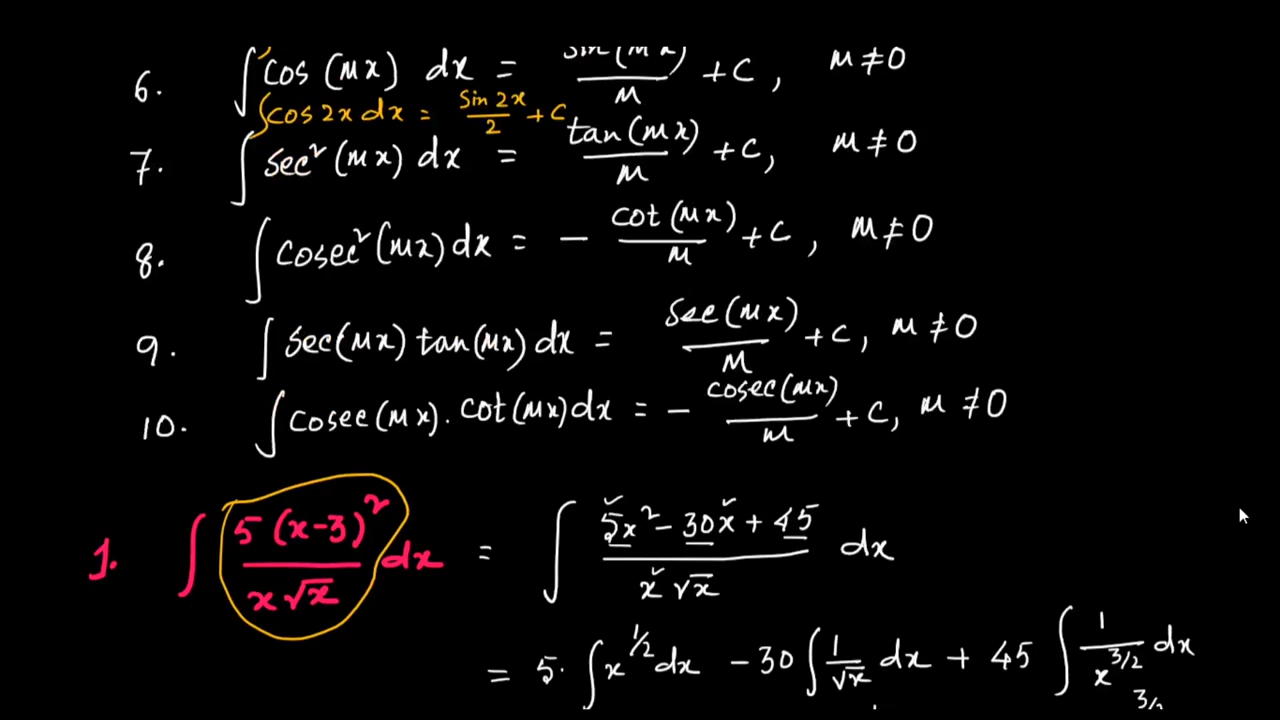 6. ∫ cos (mx) dx = sin (mx)/m + C, m ≠ 0
∫ cos 2x dx = sin 2x/2 + C
7. ∫ sec² (mx) dx = tan (mx)/m + C, m ≠ 0
8. ∫ cosec² (mx) dx = − cot (mx)/m + C, m ≠ 0
9. ∫ sec(mx) tan(mx) dx = sec (mx)/m + C, m ≠ 0
10. ∫ cosec (mx). cot (mx) dx = − cosec (mx)/m + C, m ≠ 0
1. ∫ 5 (x-3)²/x√x dx = ∫ 5x² − 30x + 45/x √x dx
= 5. ∫ x^1/2 dx − 30 ∫ 1/√x dx + 45 ∫ 1/x^3/2 dx